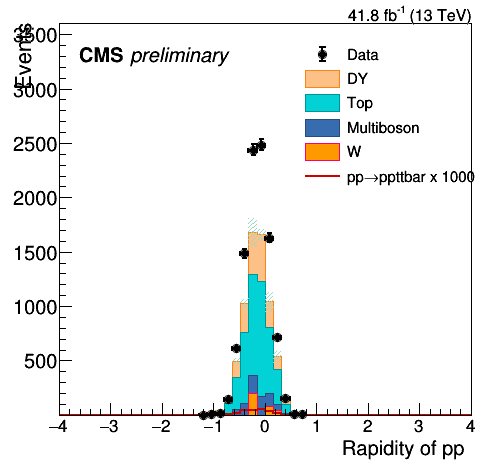 41.8 fb⁻¹ (13 TeV)
Events
CMS preliminary
Data
DY
Top
Multiboson
W
pp→ppttbar x 1000
3500
3000
2500
2000
1500
1000
500
−4 −3 −2 −1 0 1 2 3 4
Rapidity of pp